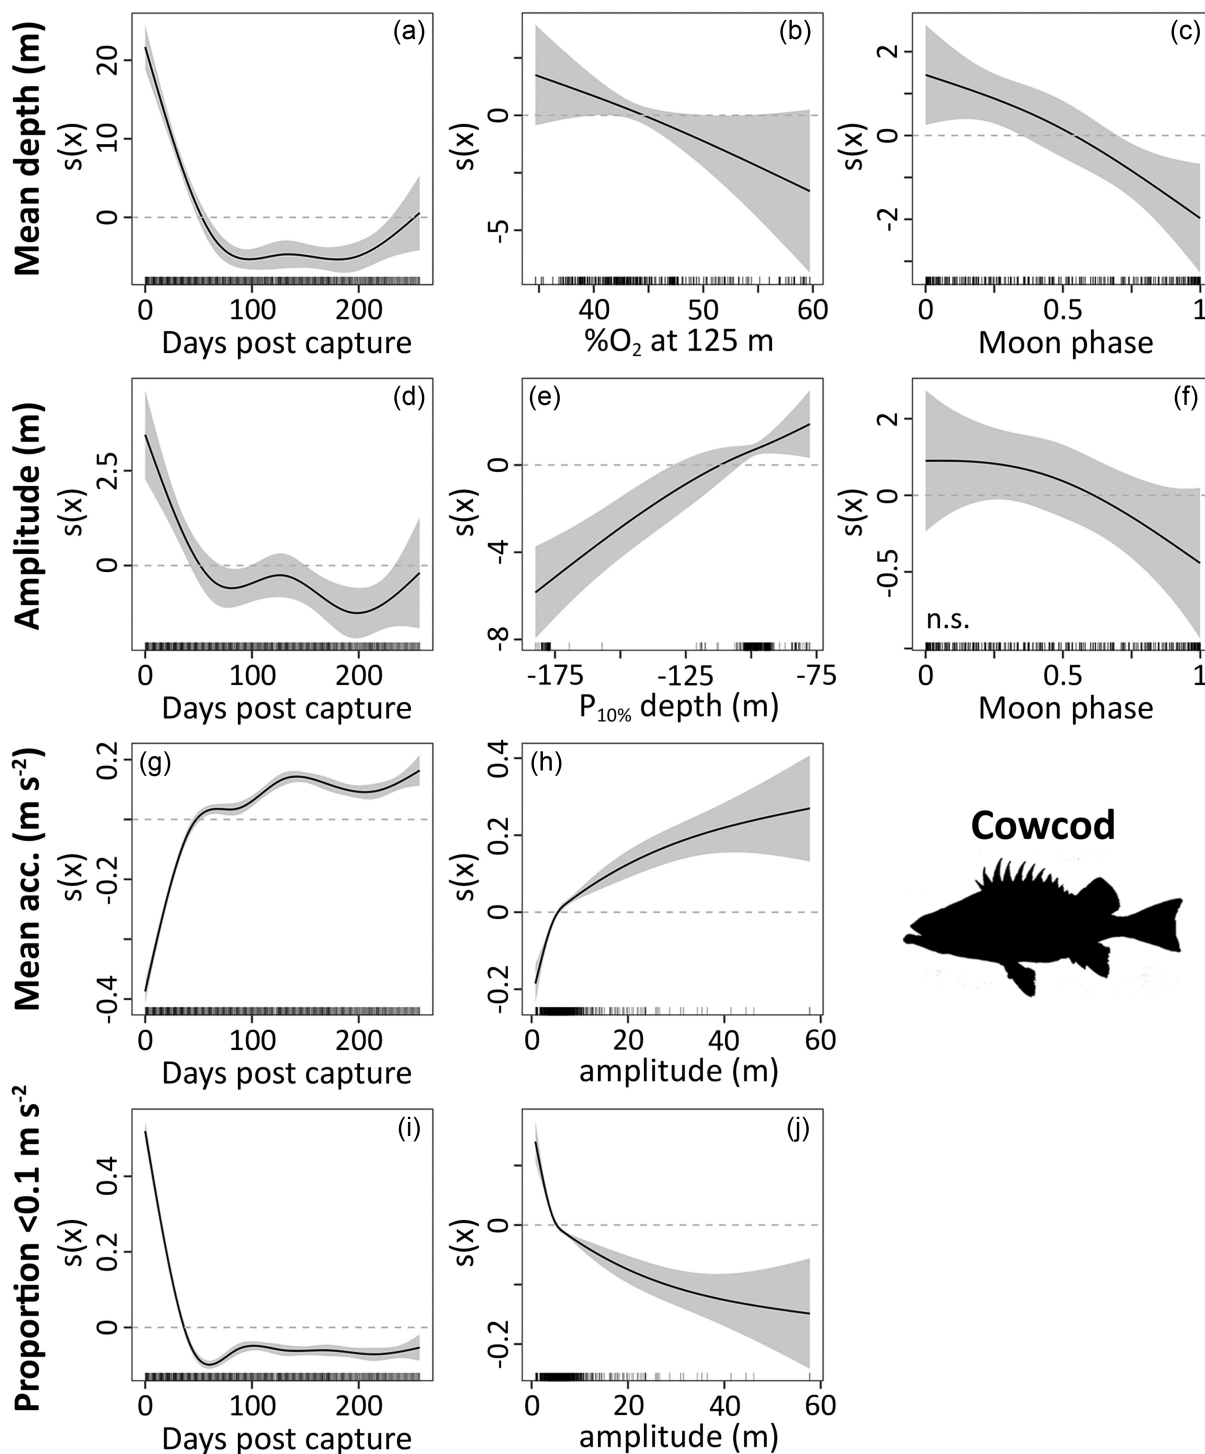 Mean depth (m)
s(x)
20
10
0
(a)
0 100 200
Days post capture
s(x)
0
-5
(b)
40 50 60
%O₂ at 125 m
s(x)
2
0
-2
(c)
0 0.5 1
Moon phase
Amplitude (m)
s(x)
2.5
0
(d)
0 100 200
Days post capture
s(x)
0
-4
-8
(e)
-175 -125 -75
P₁₀% depth (m)
s(x)
2
0
-0.5
(f)
n.s.
0 0.5 1
Moon phase
Mean acc. (m s⁻²)
s(x)
0.2
-0.2
-0.4
(g)
0 100 200
Days post capture
s(x)
0.4
0.2
0
-0.2
(h)
0 20 40 60
amplitude (m)
Cowcod
Proportion <0.1 m s⁻²
s(x)
0.4
0.2
0
(i)
0 100 200
Days post capture
s(x)
0
-0.2
(j)
0 20 40 60
amplitude (m)